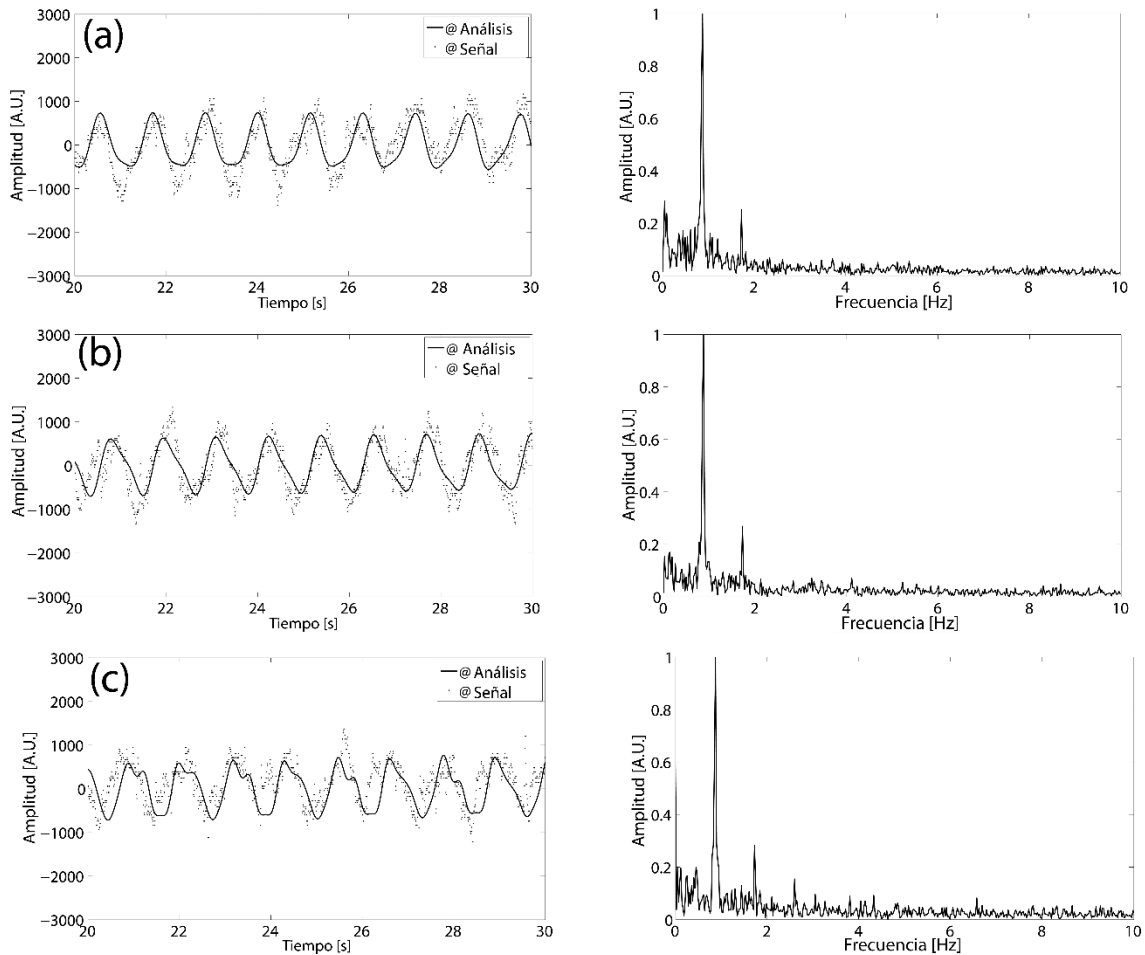 (a)
@ Análisis
@ Señal
Amplitud [A.U.]
3000
2000
1000
0
−1000
−2000
−3000
20 22 24 26 28 30
Tiempo [s]
Amplitud [A.U.]
1
0.8
0.6
0.4
0.2
0
0 2 4 6 8 10
Frecuencia [Hz]
(b)
@ Análisis
@ Señal
Amplitud [A.U.]
3000
2000
1000
0
−1000
−2000
−3000
20 22 24 26 28 30
Tiempo [s]
Amplitud [A.U.]
1
0.8
0.6
0.4
0.2
0
0 2 4 6 8 10
Frecuencia [Hz]
(c)
@ Análisis
@ Señal
Amplitud [A.U.]
3000
2000
1000
0
−1000
−2000
−3000
20 22 24 26 28 30
Tiempo [s]
Amplitud [A.U.]
1
0.8
0.6
0.4
0.2
0
0 2 4 6 8 10
Frecuencia [Hz]